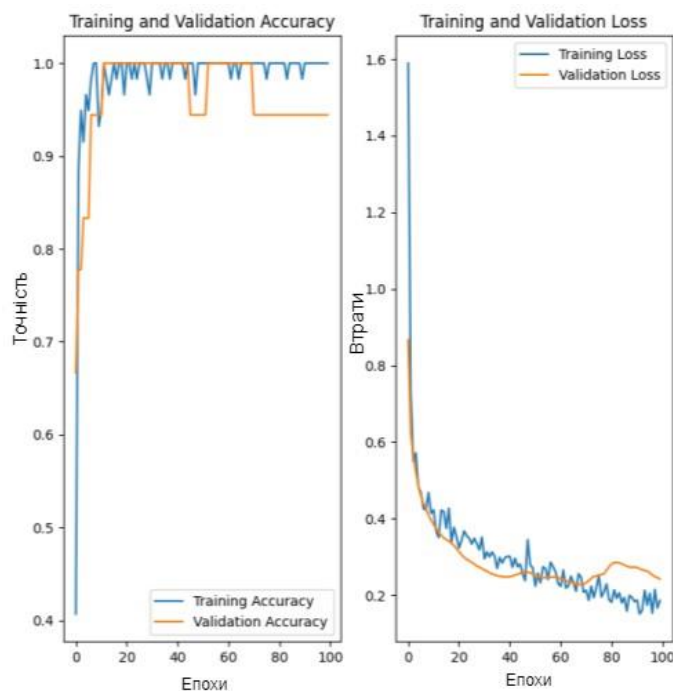 Training and Validation Accuracy
1.0
0.9
0.8
0.7
0.6
0.5
0.4
Точність
Training Accuracy
Validation Accuracy
0
20
40
60
80
100
Епохи
Training and Validation Loss
Training Loss
Validation Loss
1.6
1.4
1.2
1.0
0.8
0.6
0.4
0.2
Втрати
0
20
40
60
80
100
Епохи